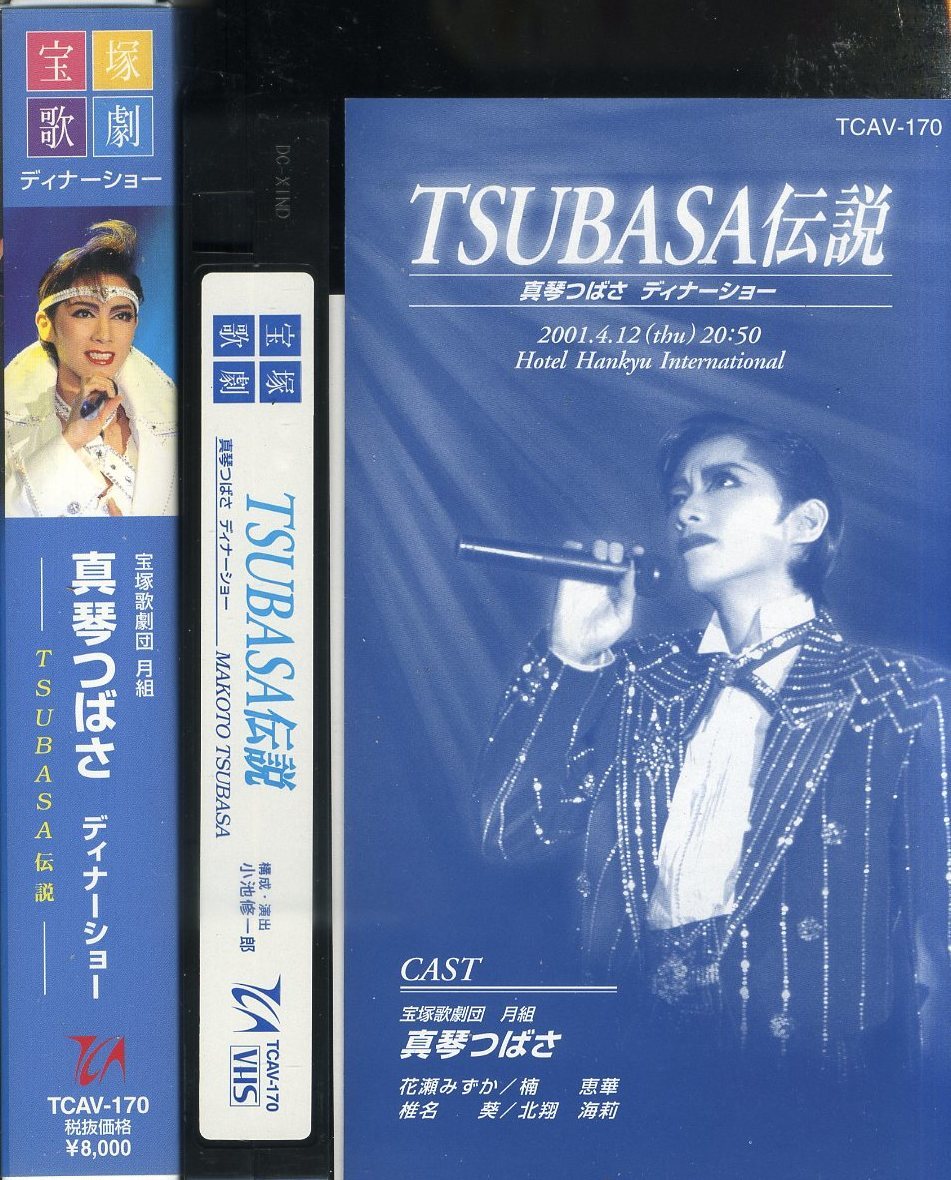 宝塚
歌劇
ディナーショー
宝塚歌劇団 月組
真琴つばさ ディナーショー
TSUBASA伝説
TCA
TCAV-170
税抜価格
¥8,000
DC-XIND
宝塚
歌劇
TSUBASA伝説
真琴つばさ ディナーショー MAKOTO TSUBASA
構成・演出
小池修一郎
TCA
TCAV-170
VHS
TCAV-170
TSUBASA伝説
真琴つばさ ディナーショー
2001.4.12(thu) 20:50
Hotel Hankyu International
CAST
宝塚歌劇団 月組
真琴つばさ
花瀬みずか/楠 恵華
椎名 葵/北翔 海莉